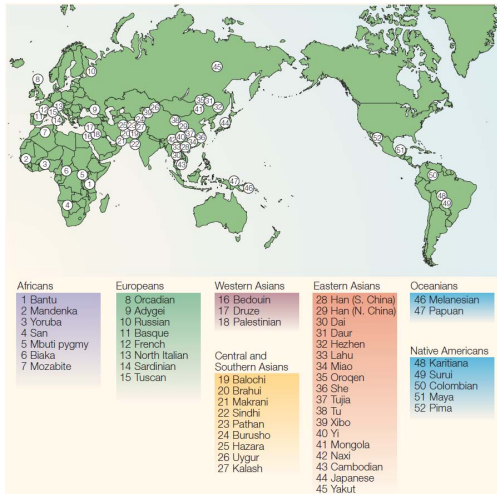 Africans
1 Bantu
2 Mandenka
3 Yoruba
4 San
5 Mbuti pygmy
6 Biaka
7 Mozabite
Europeans
8 Orcadian
9 Adygei
10 Russian
11 Basque
12 French
13 North Italian
14 Sardinian
15 Tuscan
Western Asians
16 Bedouin
17 Druze
18 Palestinian
Central and
Southern Asians
19 Balochi
20 Brahui
21 Makrani
22 Sindhi
23 Pathan
24 Burusho
25 Hazara
26 Uygur
27 Kalash
Eastern Asians
28 Han (S. China)
29 Han (N. China)
30 Dai
31 Daur
32 Hezhen
33 Lahu
34 Miao
35 Oroqen
36 She
37 Tujia
38 Tu
39 Xibo
40 Yi
41 Mongola
42 Naxi
43 Cambodian
44 Japanese
45 Yakut
Oceanians
46 Melanesian
47 Papuan
Native Americans
48 Karitiana
49 Surui
50 Colombian
51 Maya
52 Pima